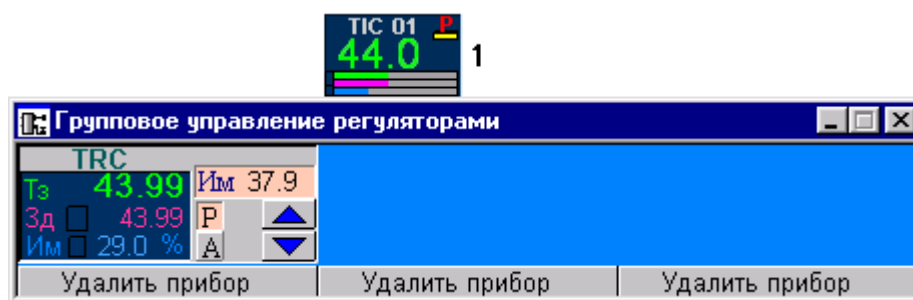 TIC 01 P
44.0
1
Групповое управление регуляторами
TRC
Тз 43.99
Им 37.9
Зд 43.99
Р
Им 29.0 %
А
Удалить прибор Удалить прибор Удалить прибор